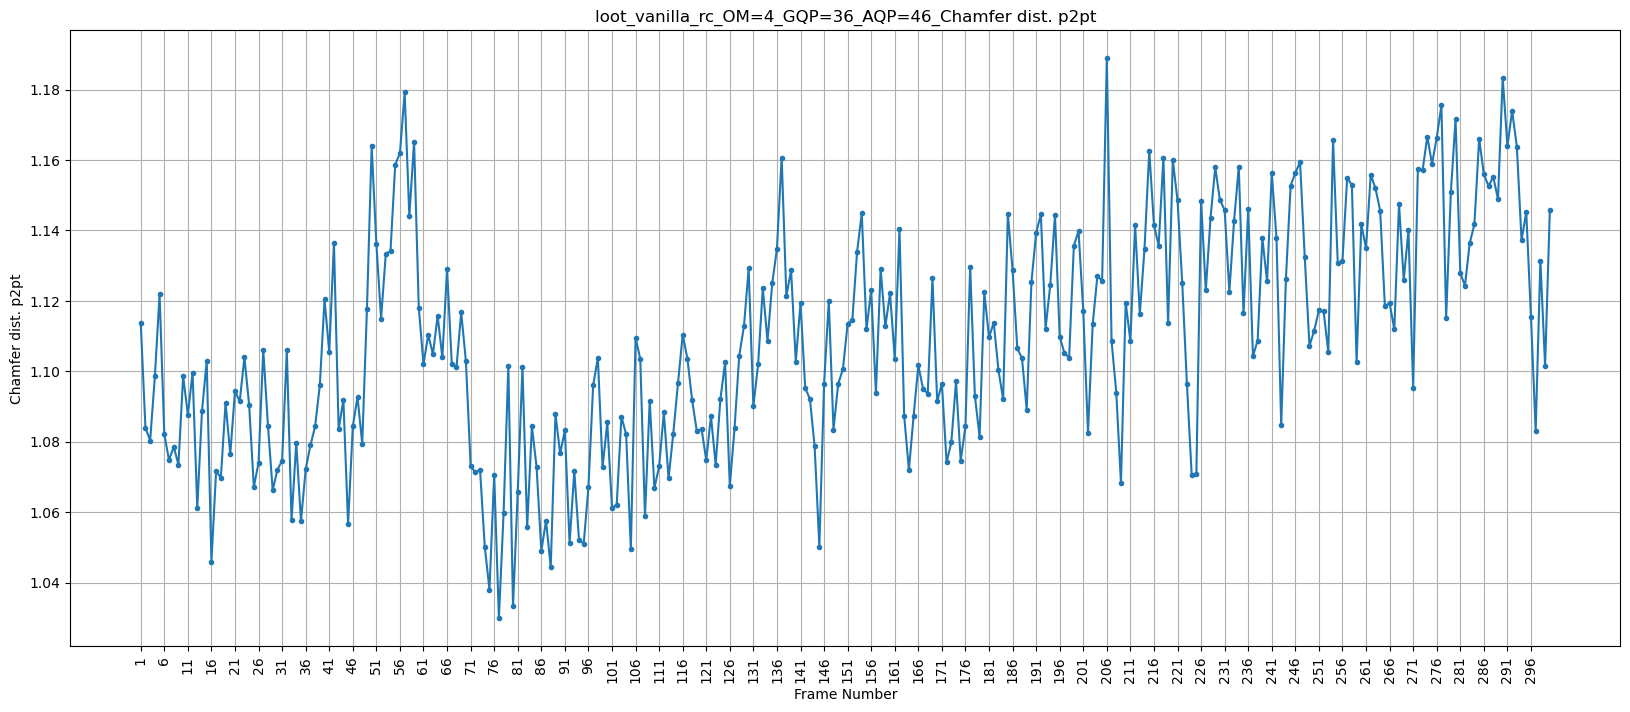 loot_vanilla_rc_OM=4_GQP=36_AQP=46_Chamfer dist. p2pt
Chamfer dist. p2pt
1.18
1.16
1.14
1.12
1.10
1.08
1.06
1.04
1 6 11 16 21 26 31 36 41 46 51 56 61 66 71 76 81 86 91 96 101 106 111 116 121 126 131 136 141 146 151 156 161 166 171 176 181 186 191 196 201 206 211 216 221 226 231 236 241 246 251 256 261 266 271 276 281 286 291 296
Frame Number